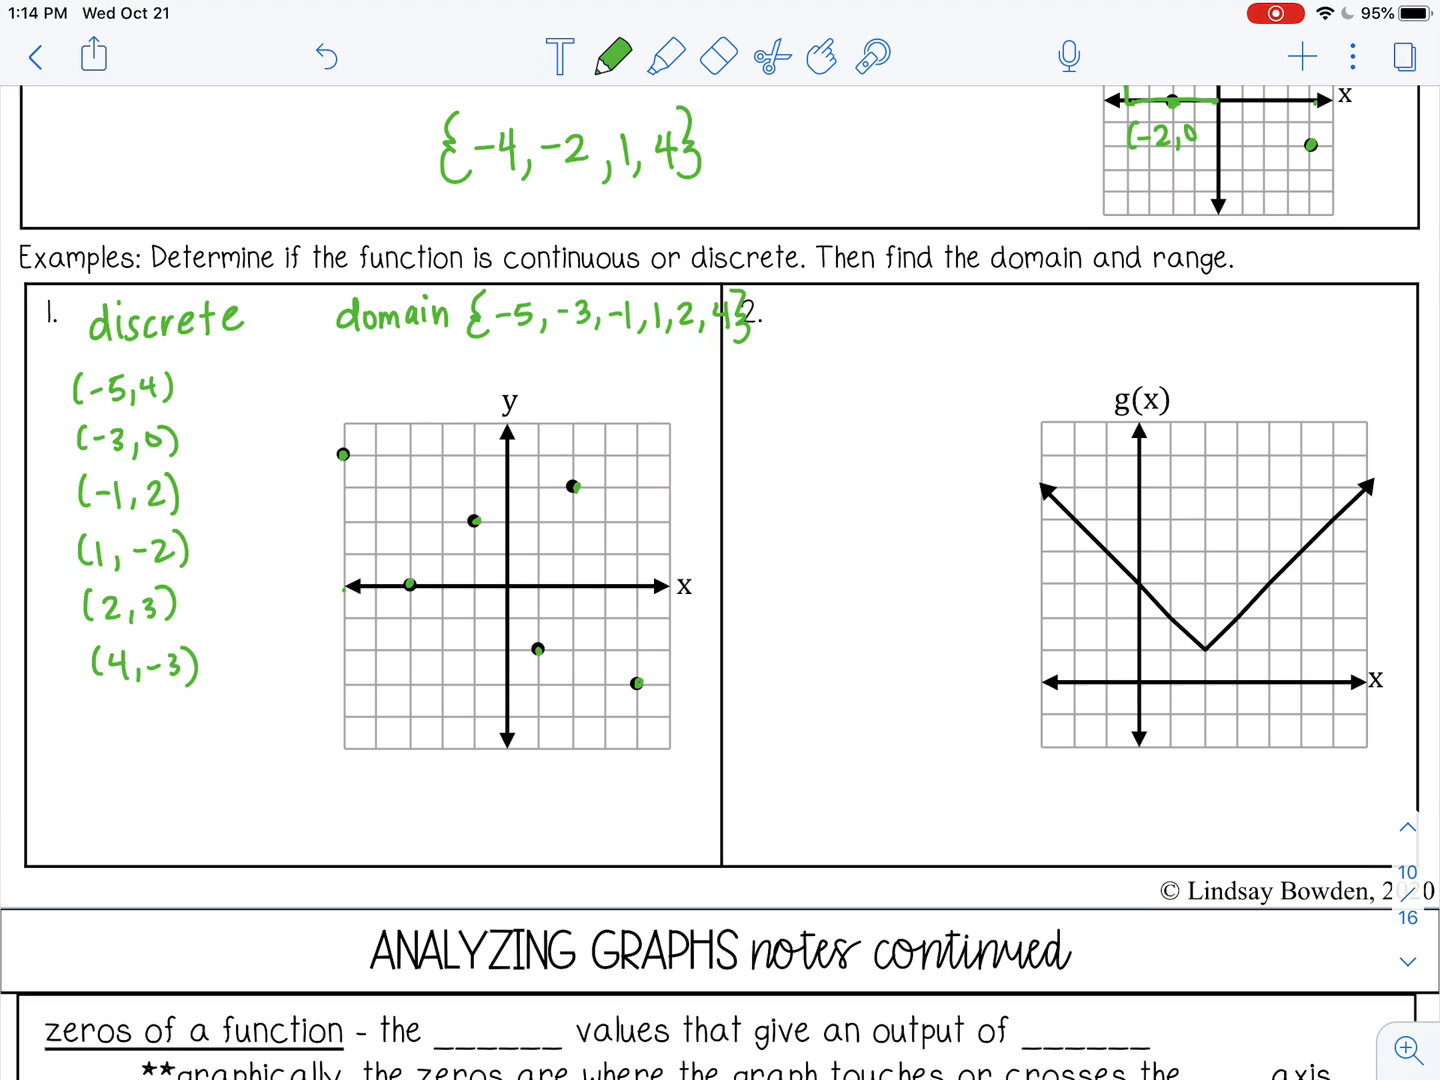 1:14 PM Wed Oct 21
95%
T
x
{-4, -2, 1, 4}
(-2,0
Examples: Determine if the function is continuous or discrete. Then find the domain and range.
1. discrete domain {-5, -3, -1, 1, 2, 4}
(-5,4)
(-3,0)
(-1,2)
(1,-2)
(2,3)
(4,-3)
y
x
2.
g(x)
x
10
16
© Lindsay Bowden, 2020
ANALYZING GRAPHS notes continued
zeros of a function - the ______ values that give an output of ______
**graphically, the zeros are where the graph touches or crosses the ____ axis